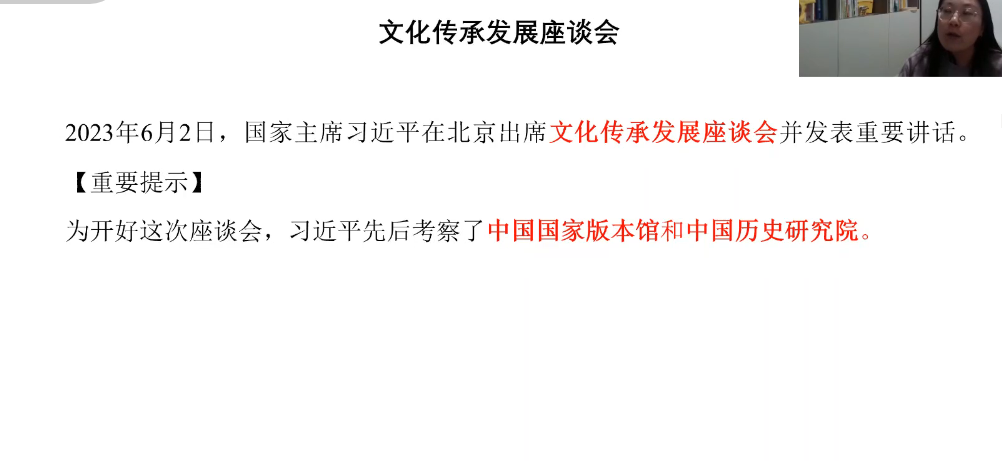 文化传承发展座谈会
2023年6月2日，国家主席习近平在北京出席文化传承发展座谈会并发表重要讲话。
【重要提示】
为开好这次座谈会，习近平先后考察了中国国家版本馆和中国历史研究院。